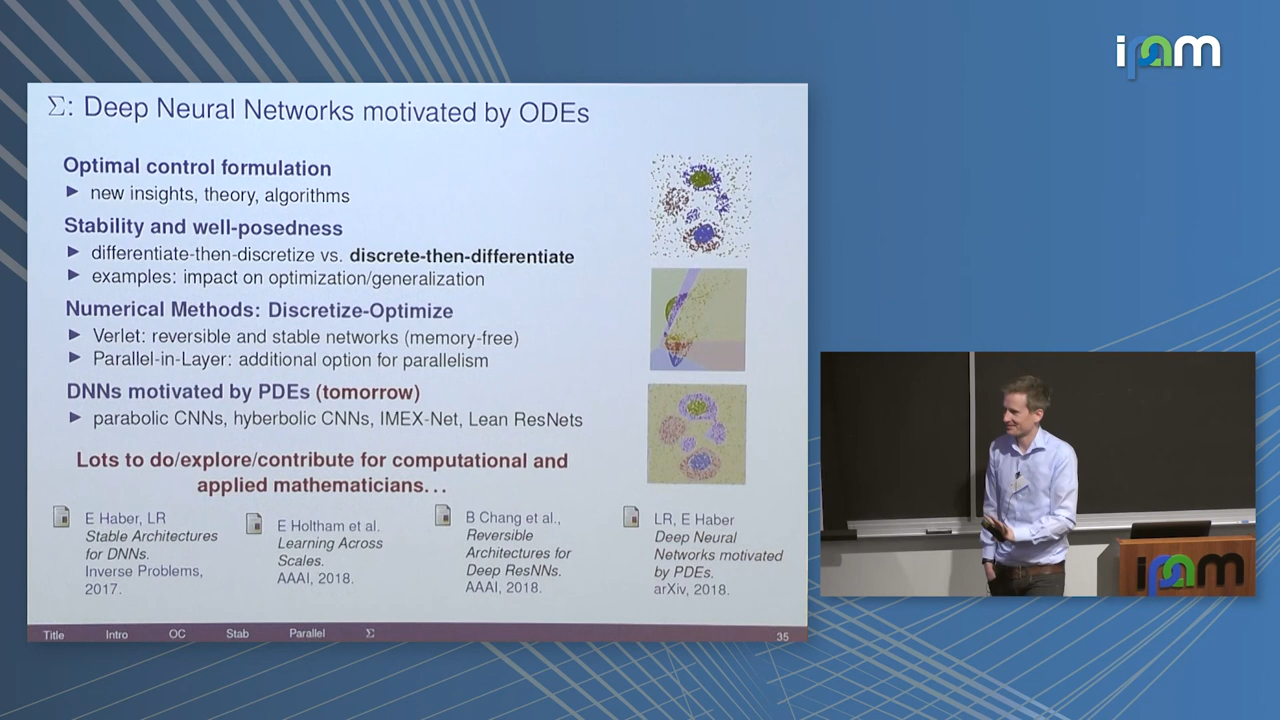 ipam
Σ: Deep Neural Networks motivated by ODEs
Optimal control formulation
new insights, theory, algorithms
Stability and well-posedness
differentiate-then-discretize vs. discrete-then-differentiate
examples: impact on optimization/generalization
Numerical Methods: Discretize-Optimize
Verlet: reversible and stable networks (memory-free)
Parallel-in-Layer: additional option for parallelism
DNNs motivated by PDEs (tomorrow)
parabolic CNNs, hyberbolic CNNs, IMEX-Net, Lean ResNets
Lots to do/explore/contribute for computational and
applied mathematicians...
E Haber, LR
Stable Architectures
for DNNs.
Inverse Problems,
2017.
E Holtham et al.
Learning Across
Scales.
AAAI, 2018.
B Chang et al.,
Reversible
Architectures for
Deep ResNNs.
AAAI, 2018.
LR, E Haber
Deep Neural
Networks motivated
by PDEs.
arXiv, 2018.
Title Intro OC Stab Parallel Σ 35
ipam